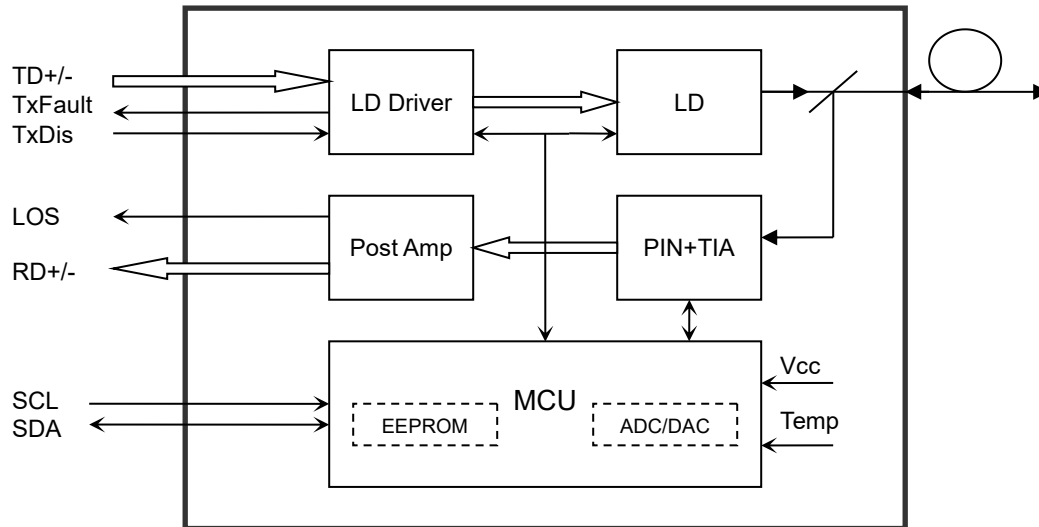 TD+/-
TxFault
TxDis
LD Driver
LD
LOS
RD+/-
Post Amp
PIN+TIA
SCL
SDA
MCU
EEPROM
ADC/DAC
Vcc
Temp